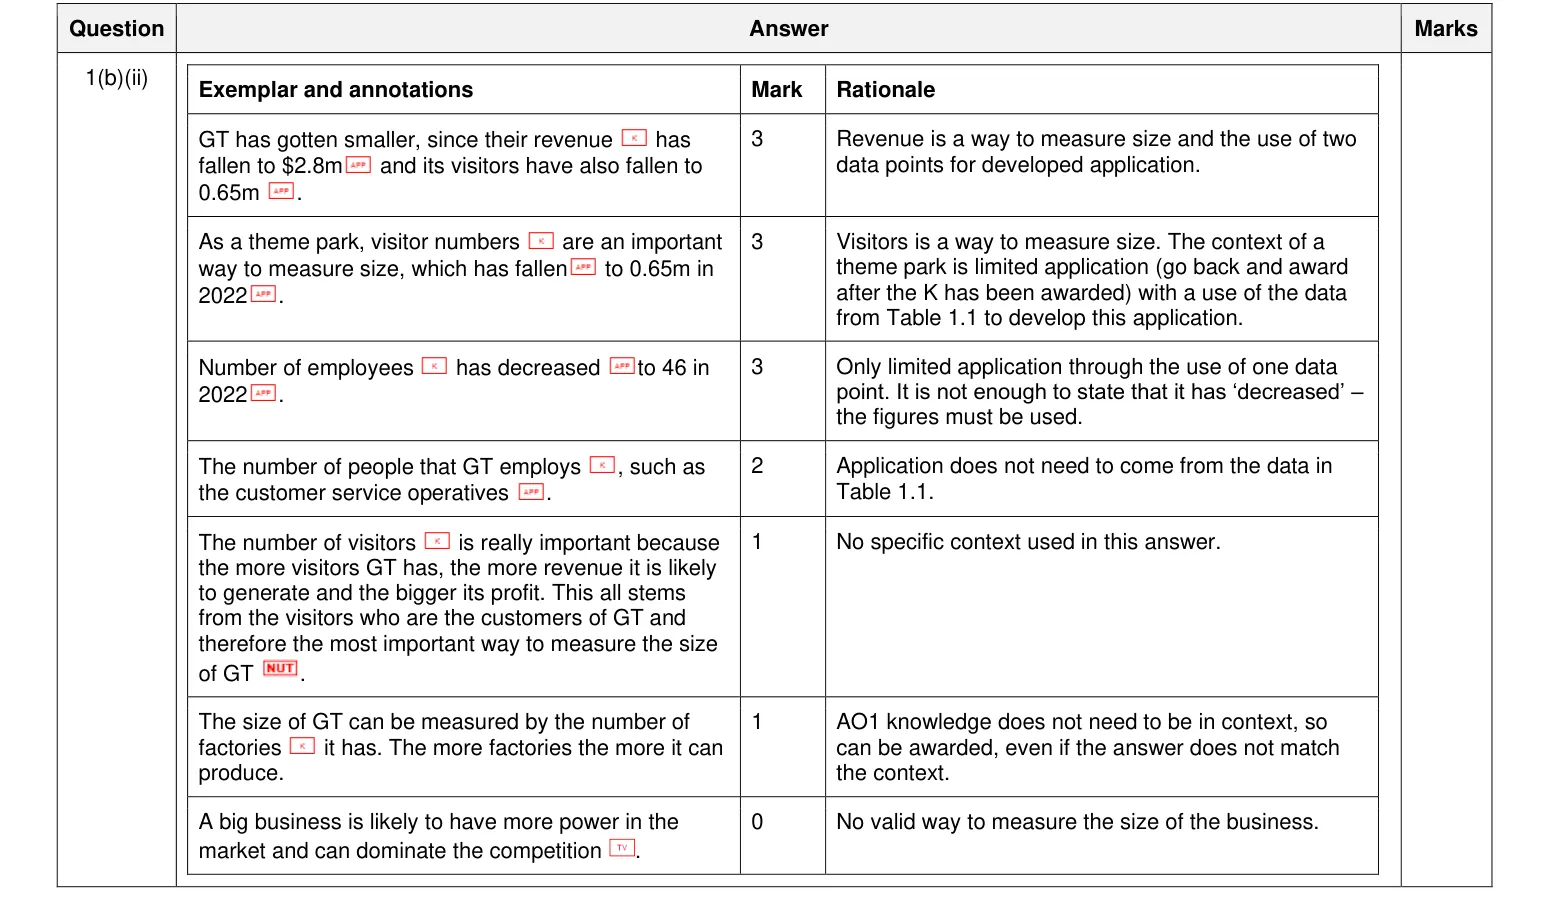 Question Answer Marks
1(b)(ii)
Exemplar and annotations Mark Rationale
GT has gotten smaller, since their revenue K has
fallen to $2.8m APP and its visitors have also fallen to
0.65m APP .
3
Revenue is a way to measure size and the use of two
data points for developed application.
As a theme park, visitor numbers K are an important
way to measure size, which has fallen APP to 0.65m in
2022 APP .
3
Visitors is a way to measure size. The context of a
theme park is limited application (go back and award
after the K has been awarded) with a use of the data
from Table 1.1 to develop this application.
Number of employees K has decreased APP to 46 in
2022 APP .
3
Only limited application through the use of one data
point. It is not enough to state that it has ‘decreased’ –
the figures must be used.
The number of people that GT employs K , such as
the customer service operatives APP .
2
Application does not need to come from the data in
Table 1.1.
The number of visitors K is really important because
the more visitors GT has, the more revenue it is likely
to generate and the bigger its profit. This all stems
from the visitors who are the customers of GT and
therefore the most important way to measure the size
of GT NUT .
1
No specific context used in this answer.
The size of GT can be measured by the number of
factories K it has. The more factories the more it can
produce.
1
AO1 knowledge does not need to be in context, so
can be awarded, even if the answer does not match
the context.
A big business is likely to have more power in the
market and can dominate the competition TV .
0
No valid way to measure the size of the business.